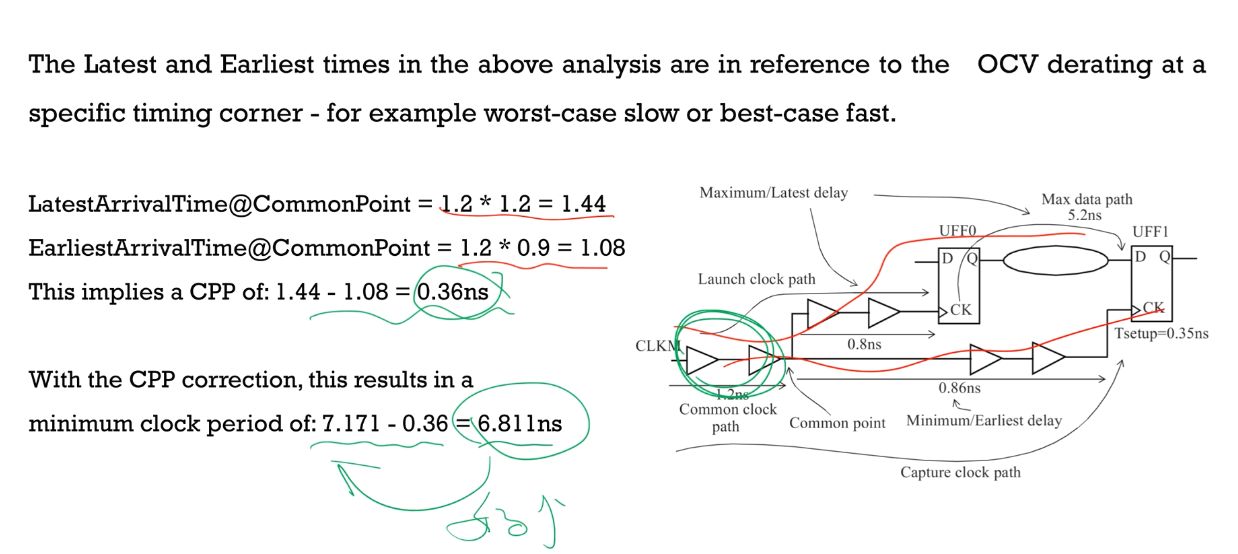 The Latest and Earliest times in the above analysis are in reference to the OCV derating at a
specific timing corner - for example worst-case slow or best-case fast.
LatestArrivalTime@CommonPoint = 1.2 * 1.2 = 1.44
EarliestArrivalTime@CommonPoint = 1.2 * 0.9 = 1.08
This implies a CPP of: 1.44 - 1.08 = 0.36ns
With the CPP correction, this results in a
minimum clock period of: 7.171 - 0.36 = 6.811ns
Maximum/Latest delay
Max data path
5.2ns
UFF0
UFF1
D Q
D Q
Launch clock path
CK
CK
Tsetup=0.35ns
0.8ns
CLKM
1.2ns
0.86ns
Common clock
path
Common point
Minimum/Earliest delay
Capture clock path